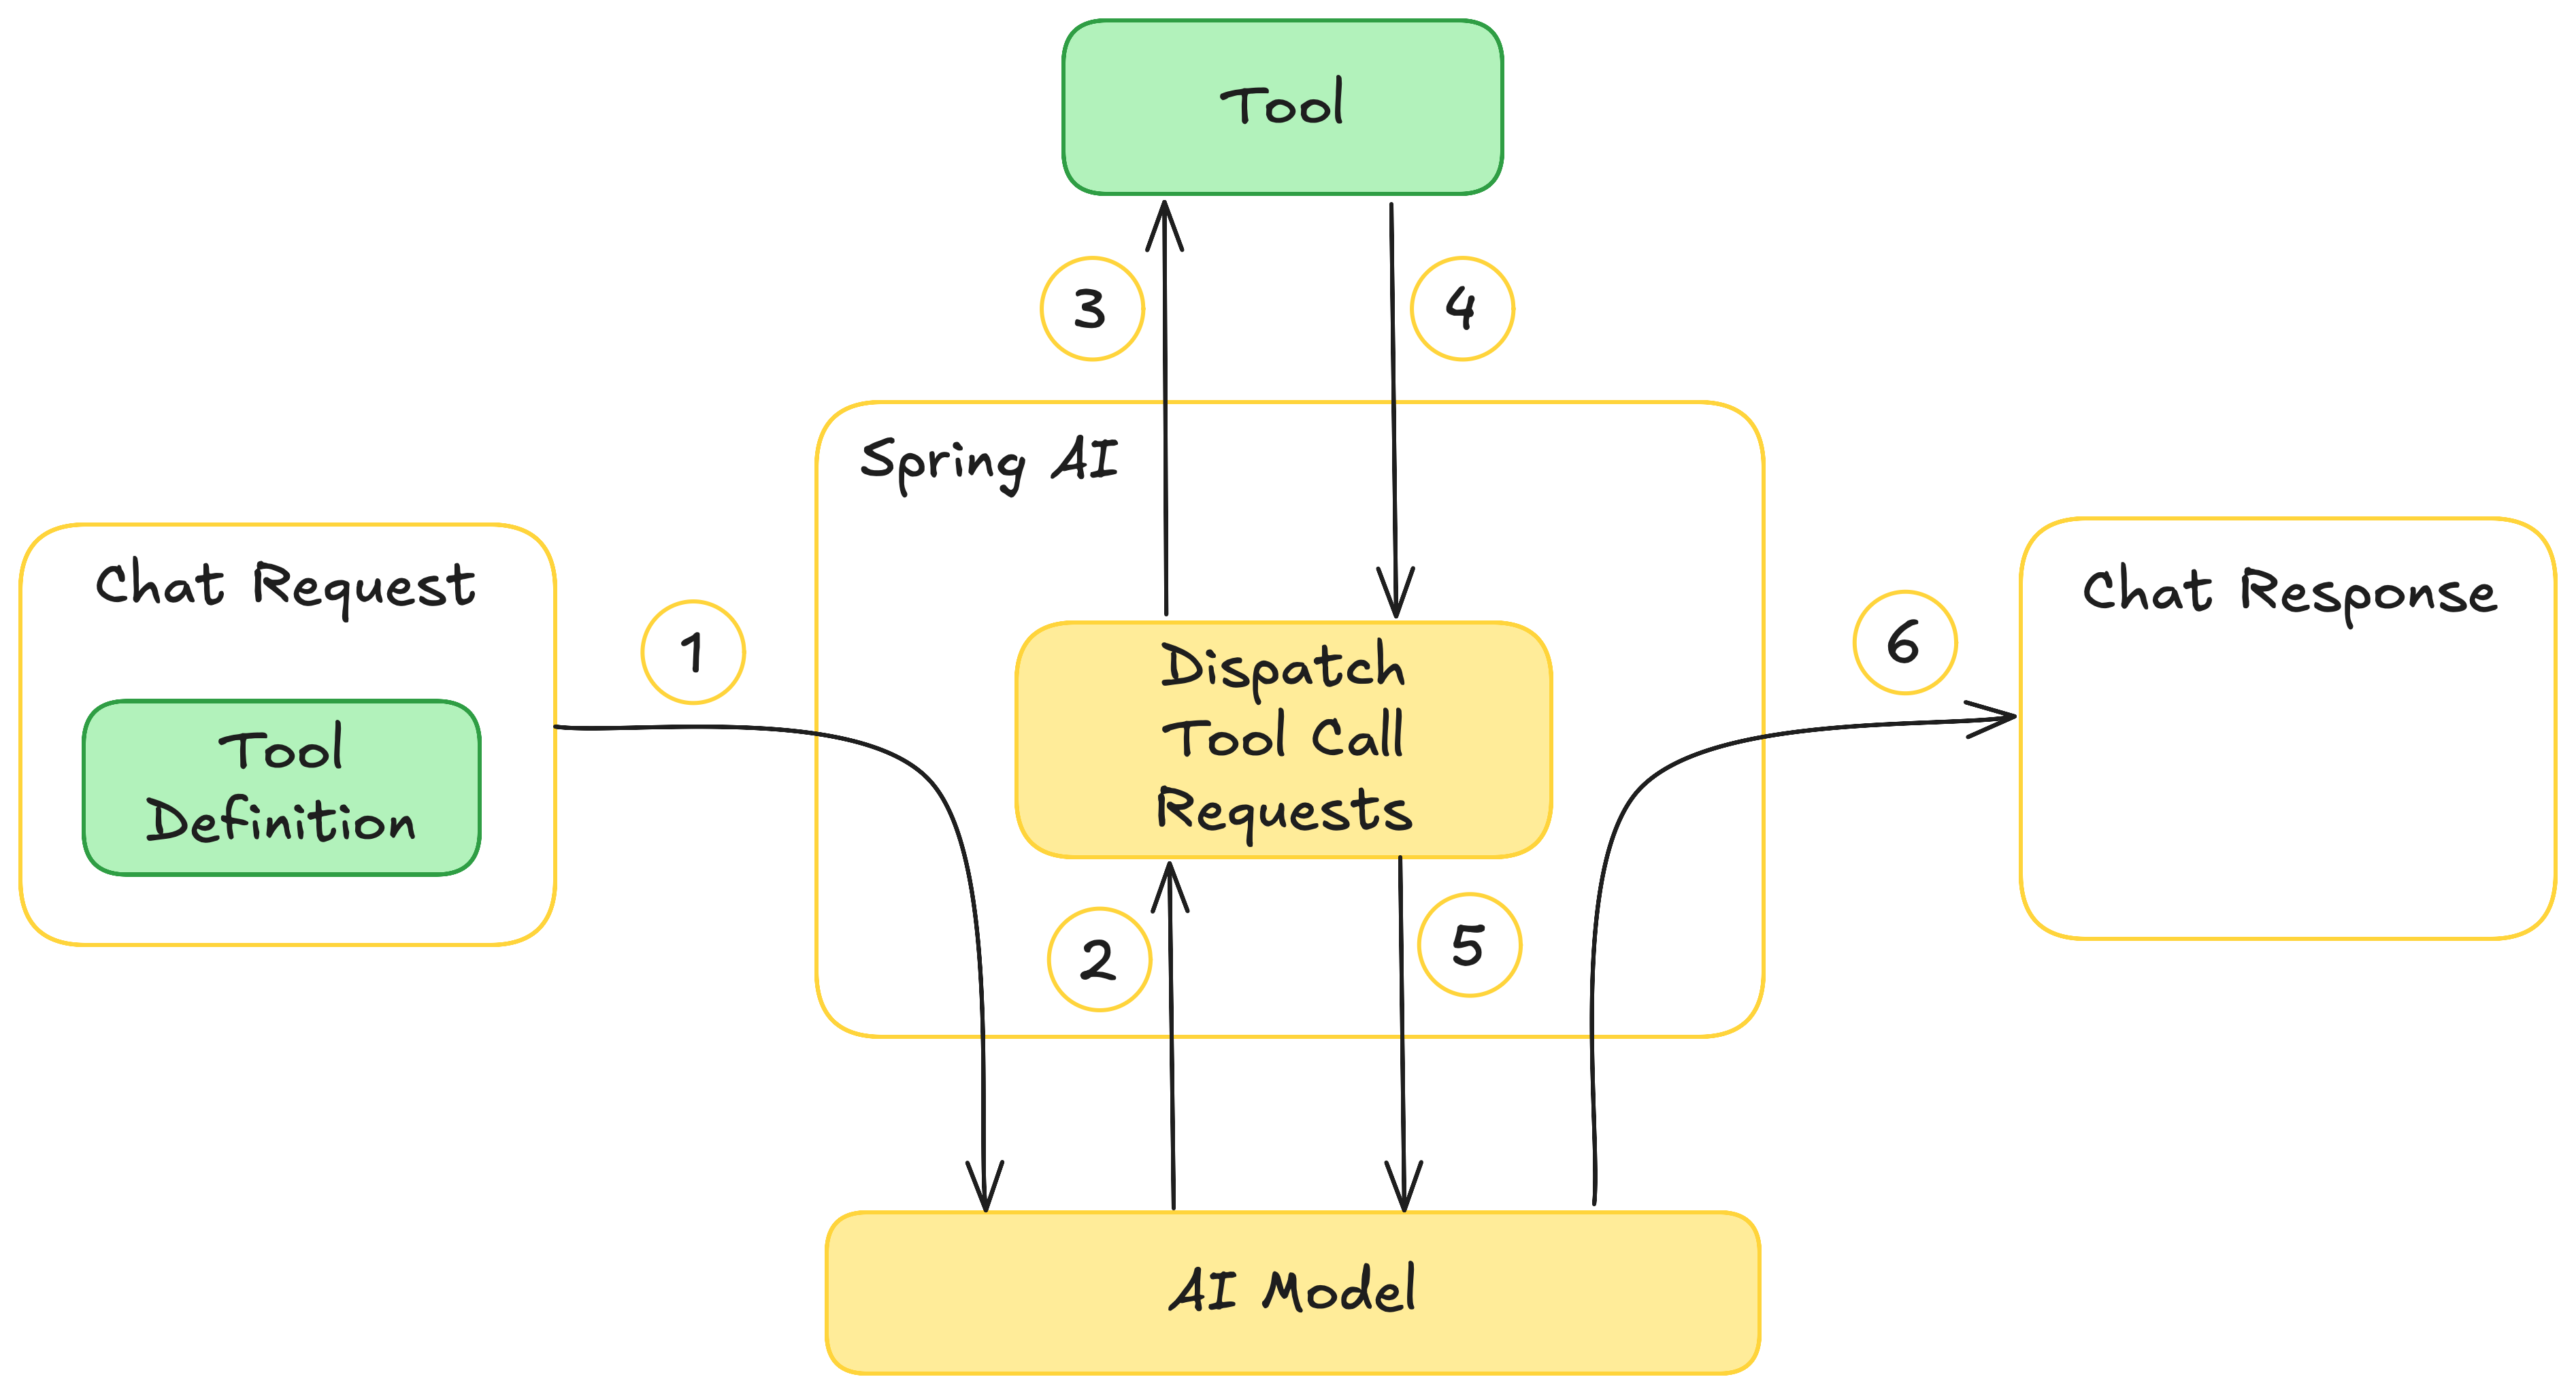 Tool
3
4
Spring AI
Chat Request
1
Tool
Definition
Dispatch
Tool Call
Requests
2
5
6
Chat Response
AI Model